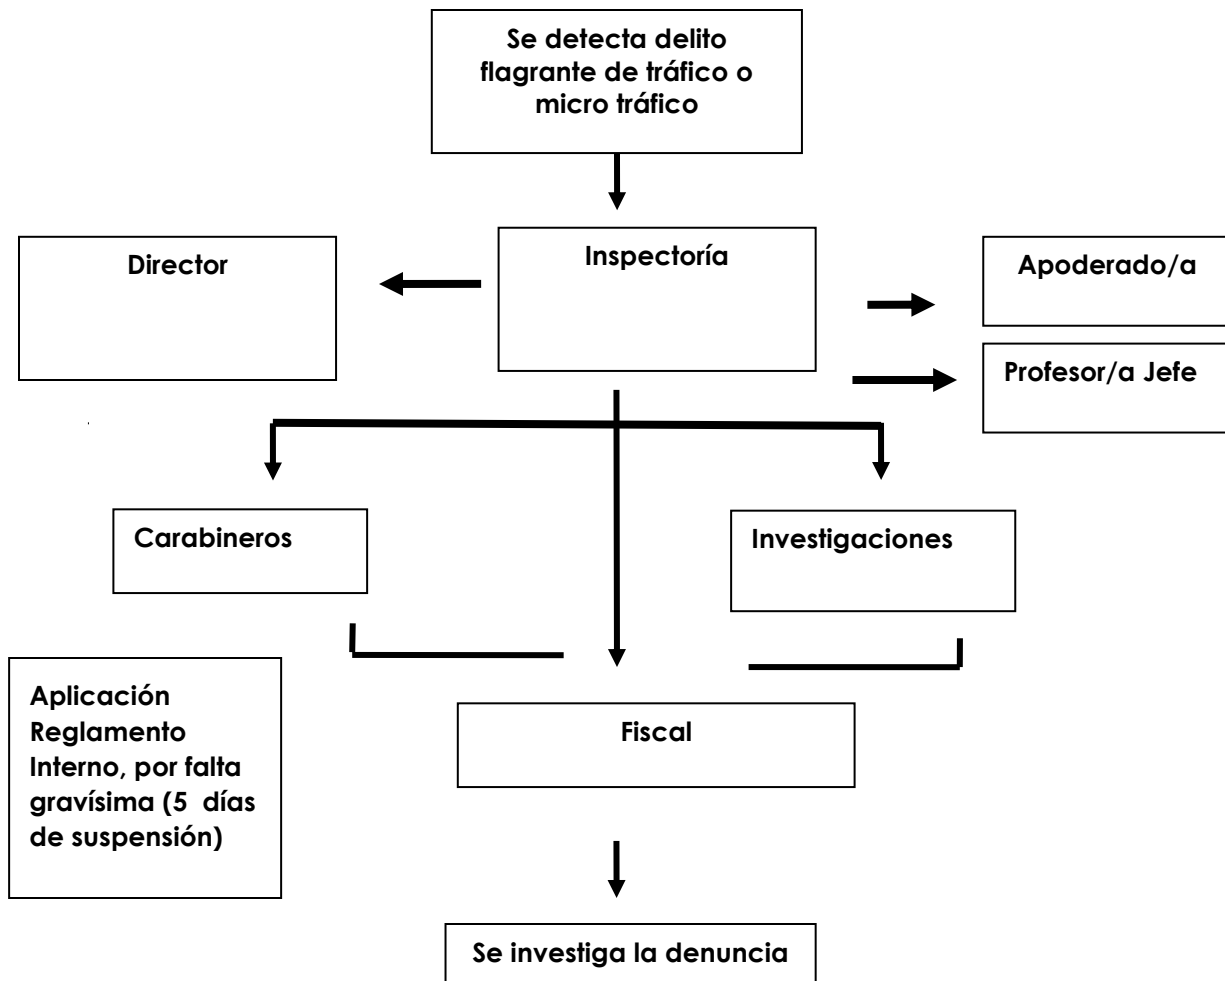 Se detecta delito
flagrante de tráfico o
micro tráfico
Director
Inspectoría
Apoderado/a
Profesor/a Jefe
Carabineros
Investigaciones
Aplicación
Reglamento
Interno, por falta
gravísima (5 días
de suspensión)
Fiscal
Se investiga la denuncia